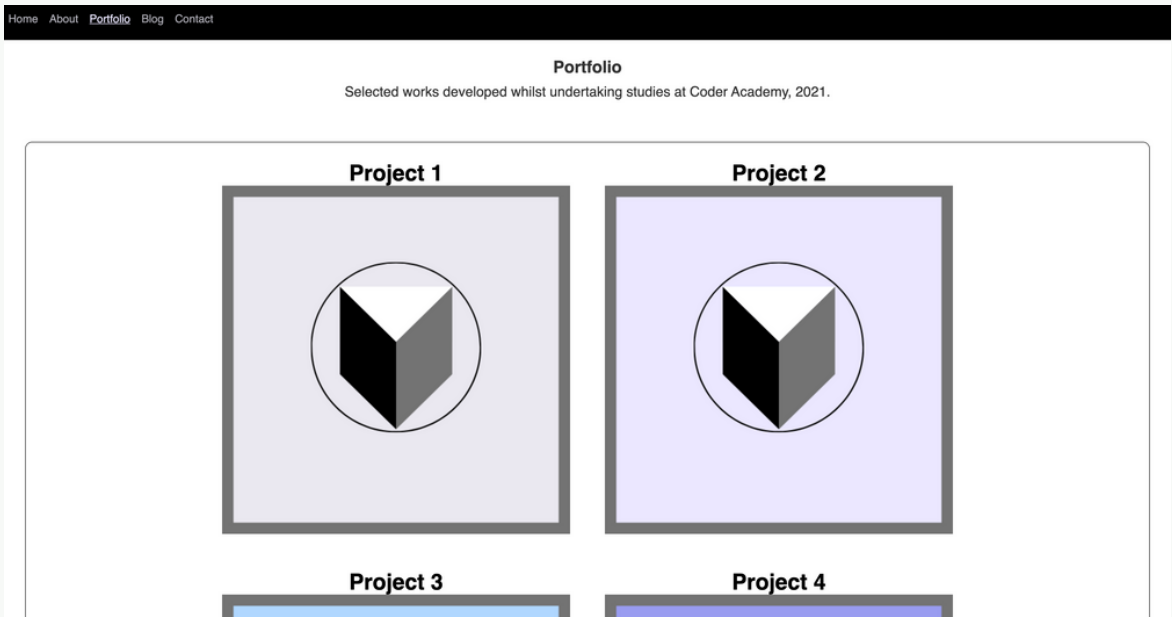 Home About Portfolio Blog Contact
Portfolio
Selected works developed whilst undertaking studies at Coder Academy, 2021.
Project 1 Project 2
Project 3 Project 4